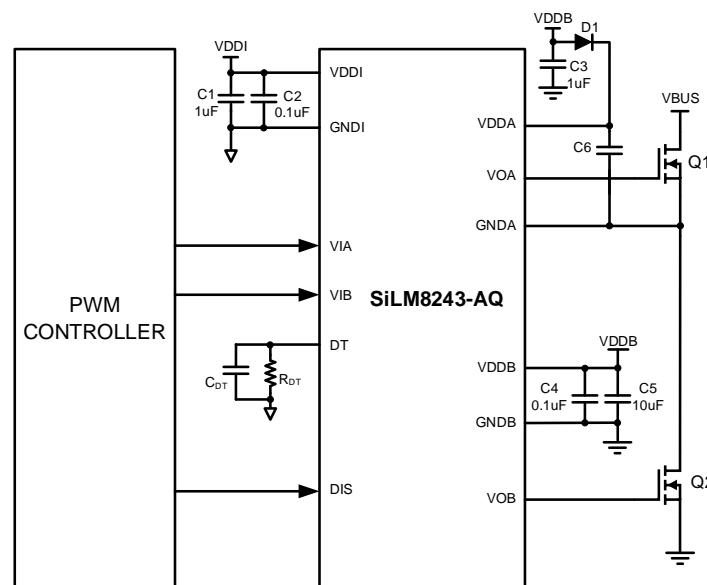 VDDB
D1
C3
1uF
VDDI
C1
1uF
C2
0.1uF
VDDI
GNDI
VDDA
VBUS
C6
VOA
Q1
GNDA
VIA
VIB
SiLM8243-AQ
PWM
CONTROLLER
DT
CDT
RDT
VDDB
VDDB
C4
0.1uF
C5
10uF
GNDB
DIS
VOB
Q2